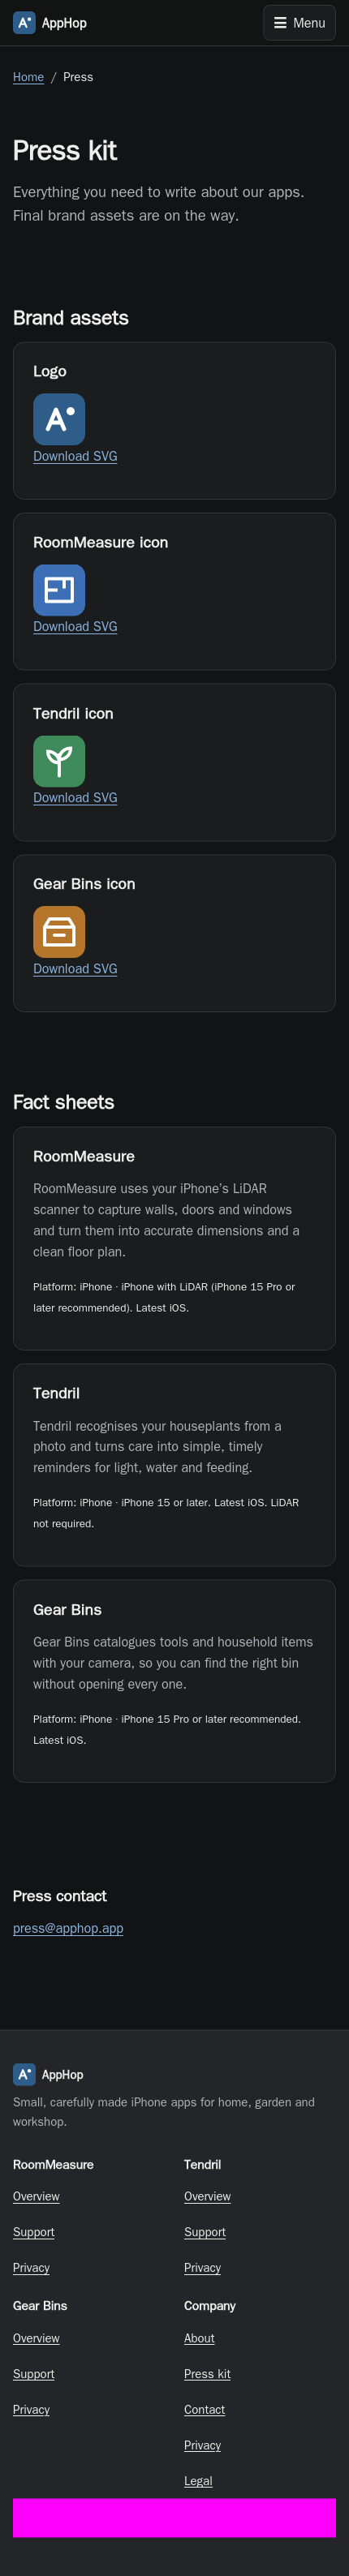 AppHop
Menu
Home / Press
Press kit
Everything you need to write about our apps.
Final brand assets are on the way.
Brand assets
Logo
A
Download SVG
RoomMeasure icon
Download SVG
Tendril icon
Download SVG
Gear Bins icon
Download SVG
Fact sheets
RoomMeasure
RoomMeasure uses your iPhone's LiDAR
scanner to capture walls, doors and windows
and turn them into accurate dimensions and a
clean floor plan.
Platform: iPhone · iPhone with LiDAR (iPhone 15 Pro or
later recommended). Latest iOS.
Tendril
Tendril recognises your houseplants from a
photo and turns care into simple, timely
reminders for light, water and feeding.
Platform: iPhone · iPhone 15 or later. Latest iOS. LiDAR
not required.
Gear Bins
Gear Bins catalogues tools and household items
with your camera, so you can find the right bin
without opening every one.
Platform: iPhone · iPhone 15 Pro or later recommended.
Latest iOS.
Press contact
press@apphop.app
AppHop
Small, carefully made iPhone apps for home, garden and
workshop.
RoomMeasure
Overview
Support
Privacy
Tendril
Overview
Support
Privacy
Gear Bins
Overview
Support
Privacy
Company
About
Press kit
Contact
Privacy
Legal